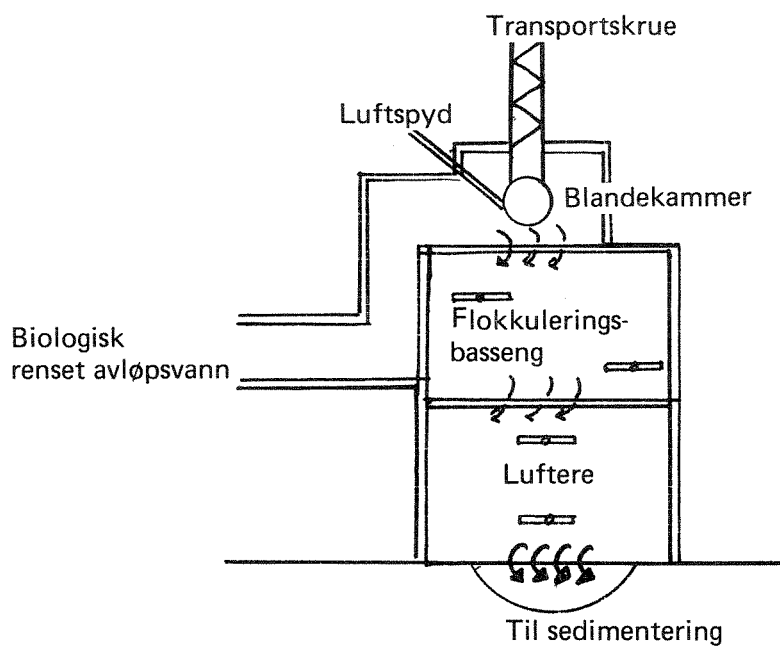 Transportskrue
Luftspyd
Blandekammer
Flokkulerings-
basseng
Biologisk
renset avløpsvann
Luftere
Til sedimentering